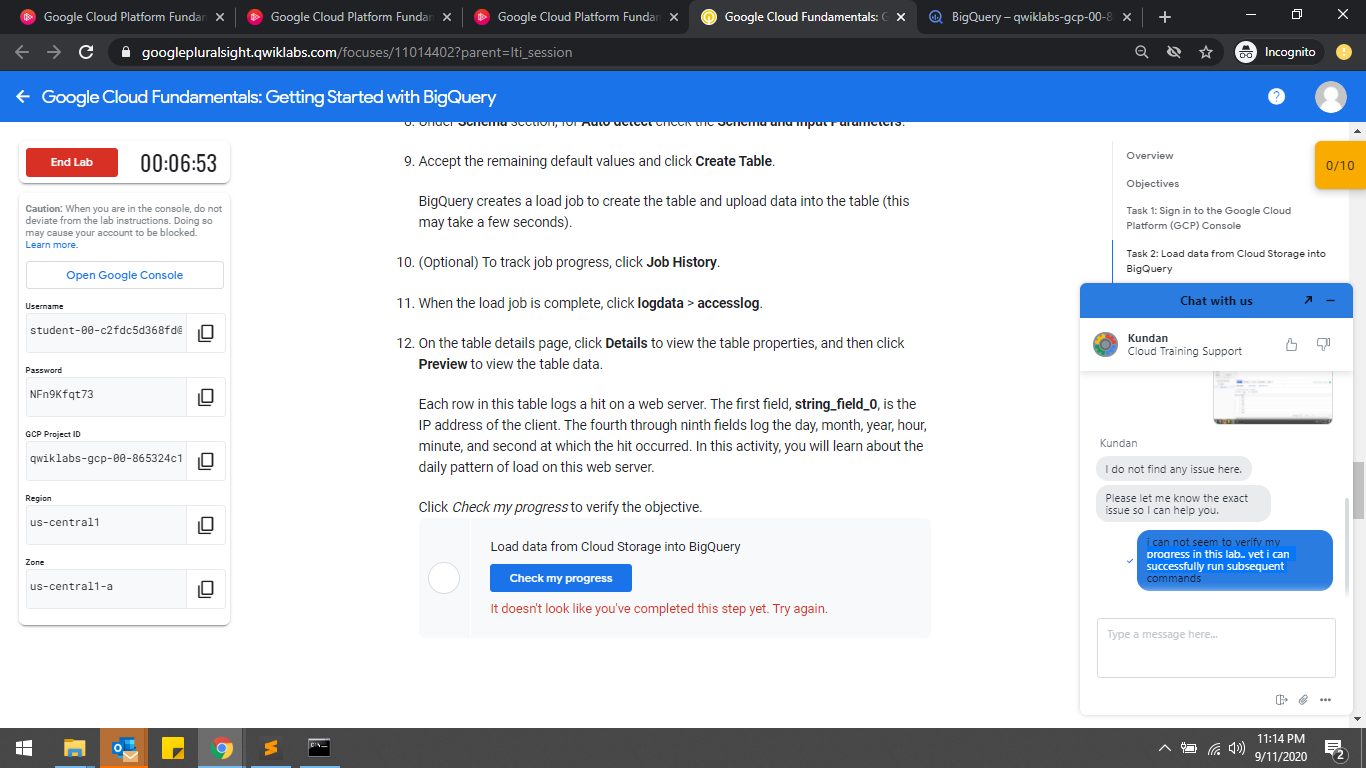 Google Cloud Platform Fundar
Google Cloud Platform Fundar
Google Cloud Platform Fundar
Google Cloud Fundamentals: G
BigQuery – qwiklabs-gcp-00-8
googlepluralsight.qwiklabs.com/focuses/11014402?parent=lti_session
Incognito
Google Cloud Fundamentals: Getting Started with BigQuery
End Lab
00:06:53
Caution: When you are in the console, do not
deviate from the lab instructions. Doing so
may cause your account to be blocked.
Learn more.
Open Google Console
Username
student-00-c2fdc5d368fd@
Password
NFn9Kfqt73
GCP Project ID
qwiklabs-gcp-00-865324c1
Region
us-central1
Zone
us-central1-a
8. Under Schema section, for Auto detect check the Schema and Input Parameters.
9. Accept the remaining default values and click Create Table.
BigQuery creates a load job to create the table and upload data into the table (this
may take a few seconds).
10. (Optional) To track job progress, click Job History.
11. When the load job is complete, click logdata > accesslog.
12. On the table details page, click Details to view the table properties, and then click
Preview to view the table data.
Each row in this table logs a hit on a web server. The first field, string_field_0, is the
IP address of the client. The fourth through ninth fields log the day, month, year, hour,
minute, and second at which the hit occurred. In this activity, you will learn about the
daily pattern of load on this web server.
Click Check my progress to verify the objective.
Load data from Cloud Storage into BigQuery
Check my progress
It doesn't look like you've completed this step yet. Try again.
Overview
Objectives
Task 1: Sign in to the Google Cloud
Platform (GCP) Console
Task 2: Load data from Cloud Storage into
BigQuery
0/10
Chat with us
Kundan
Cloud Training Support
Kundan
I do not find any issue here.
Please let me know the exact
issue so I can help you.
I can not seem to verify my
progress in this lab.. yet i can
successfully run subsequent
commands
Type a message here...
11:14 PM
9/11/2020
2